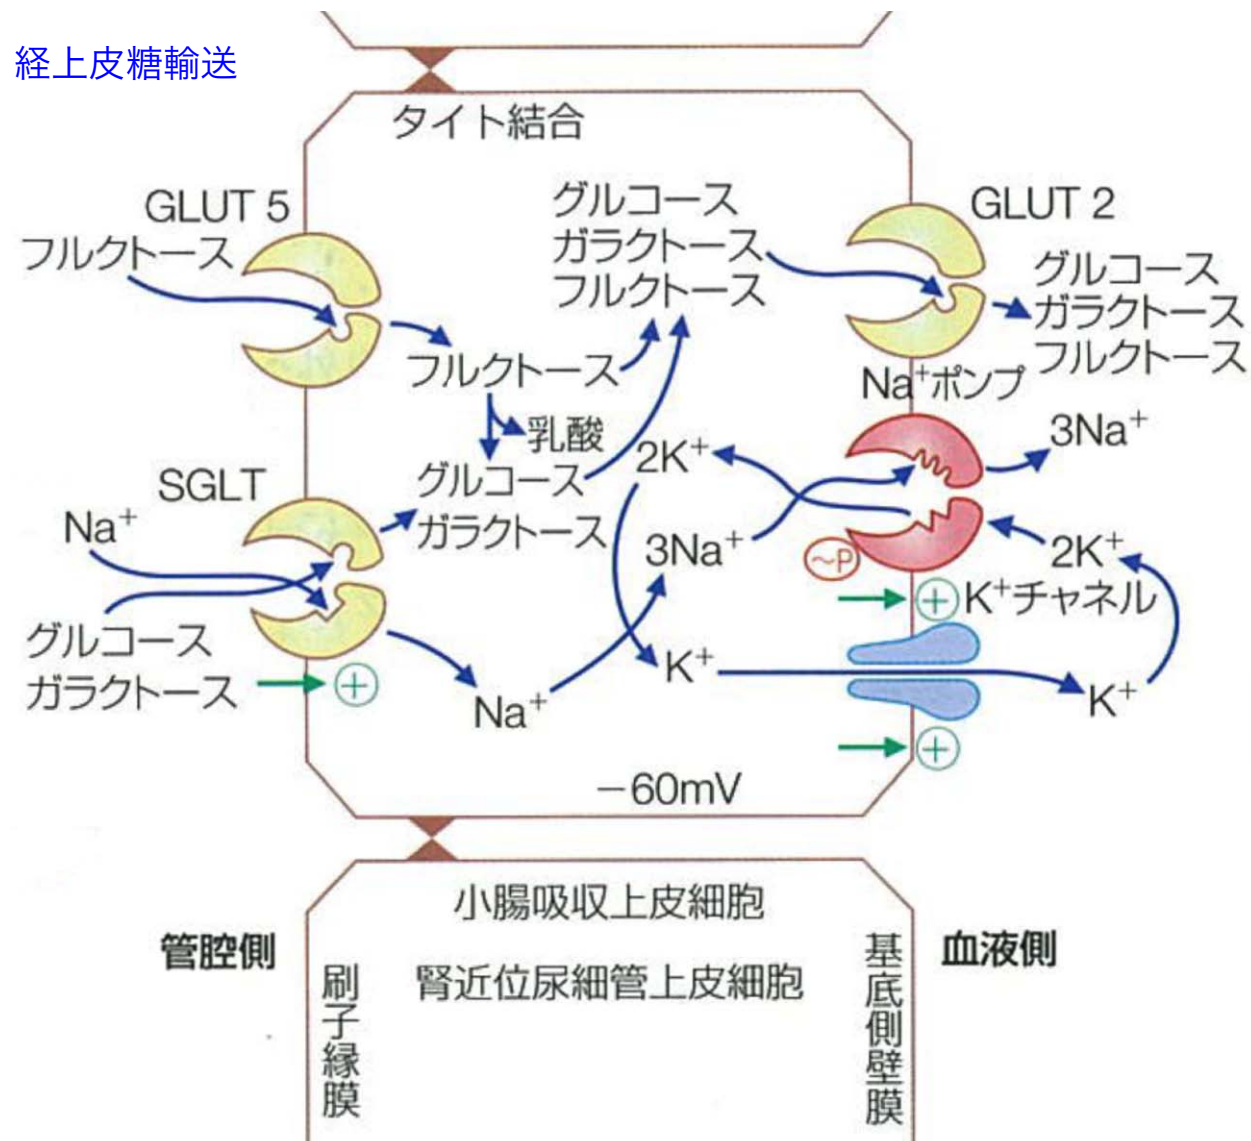 経上皮糖輸送
タイト結合
GLUT 5
フルクトース
グルコース
ガラクトース
フルクトース
GLUT 2
グルコース
ガラクトース
フルクトース
フルクトース
乳酸
グルコース
ガラクトース
Na⁺ポンプ
3Na⁺
2K⁺
SGLT
Na⁺
グルコース
ガラクトース
+
3Na⁺
~P
2K⁺
+
K⁺チャネル
K⁺
K⁺
Na⁺
+
−60mV
小腸吸収上皮細胞
腎近位尿細管上皮細胞
管腔側
刷子縁膜
基底側壁膜
血液側